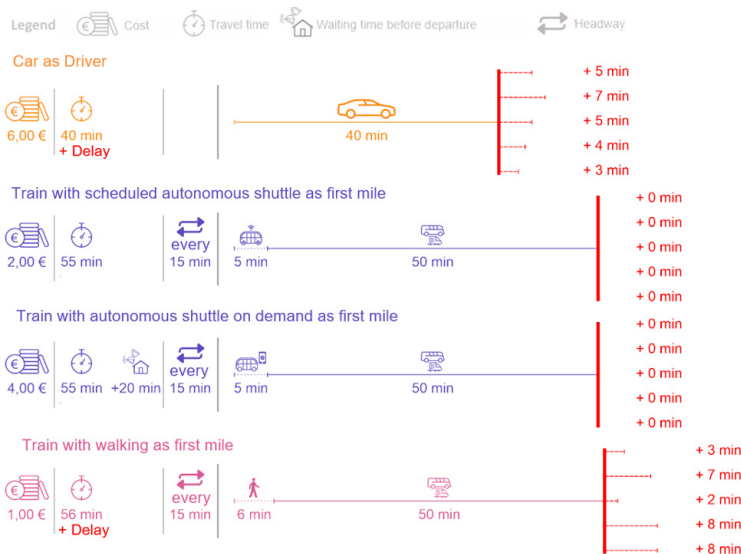 Legend Cost Travel time Waiting time before departure Headway
Car as Driver
+ 5 min
+ 7 min
6,00 € 40 min 40 min + 5 min
+ Delay + 4 min
+ 3 min
Train with scheduled autonomous shuttle as first mile
+ 0 min
+ 0 min
every + 0 min
2,00 € 55 min 15 min 5 min 50 min + 0 min
+ 0 min
Train with autonomous shuttle on demand as first mile
+ 0 min
+ 0 min
every + 0 min
4,00 € 55 min +20 min 15 min 5 min 50 min + 0 min
+ 0 min
Train with walking as first mile
+ 3 min
+ 7 min
every + 2 min
1,00 € 56 min 15 min 6 min 50 min + 8 min
+ Delay + 8 min